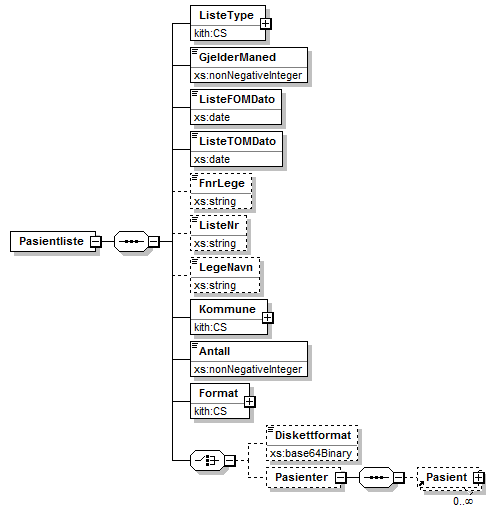 ListeType
kith:CS
GjelderManed
xs:nonNegativeInteger
ListeFOMDato
xs:date
ListeTOMDato
xs:date
FnrLege
xs:string
ListeNr
xs:string
LegeNavn
xs:string
Pasientliste
Kommune
kith:CS
Antall
xs:nonNegativeInteger
Format
kith:CS
Diskettformat
xs:base64Binary
Pasienter
Pasient
0..∞